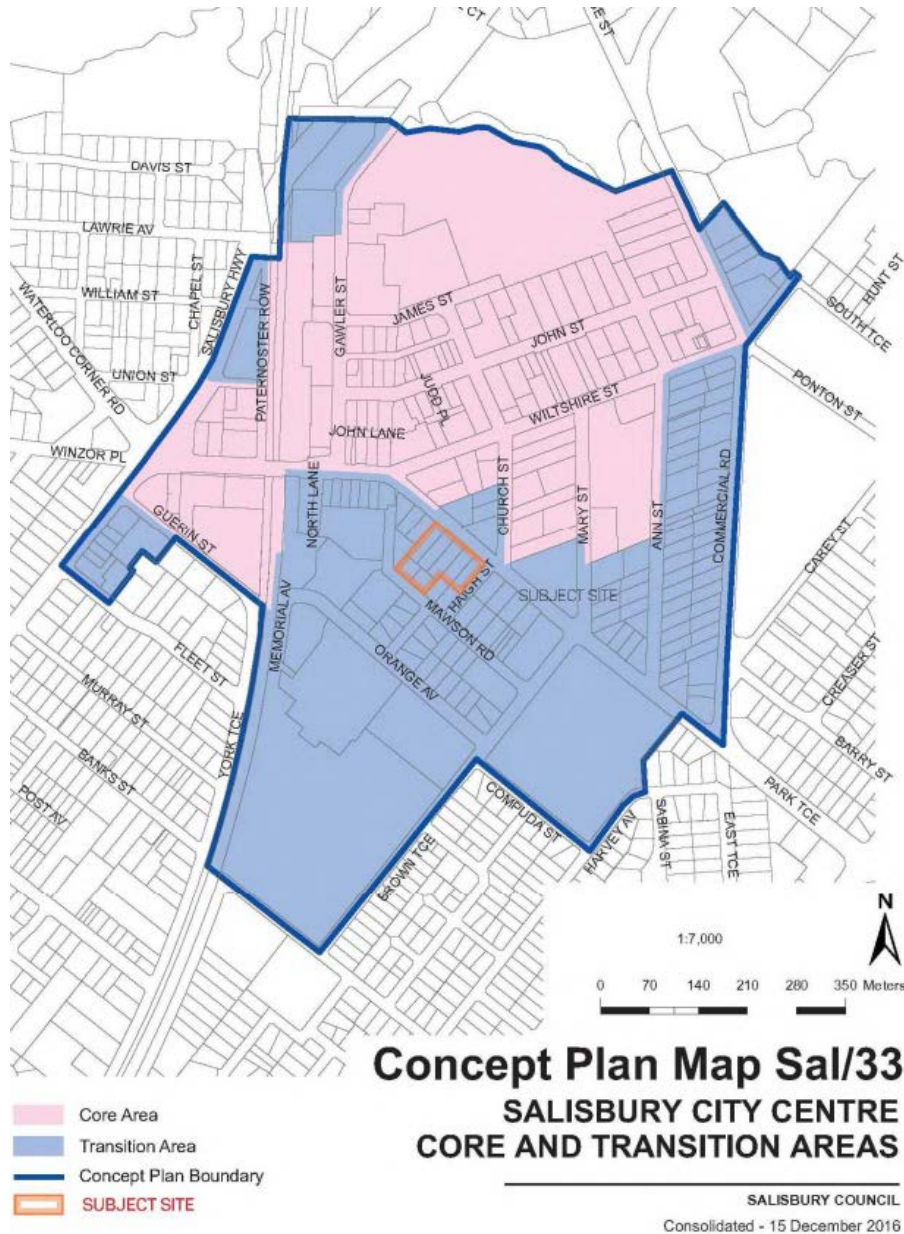 DAVIS ST
LAWRIE AV
WILLIAM ST
CHAPEL ST
SALISBURY HWY
WATERLOO CORNER RD
UNION ST
WINZOR PL
PATERNOSTER ROW
GAWLER ST
JAMES ST
JOHN ST
JUDD PL
WILTSHIRE ST
JOHN LANE
HUNT ST
SOUTH TCE
PONTON ST
NORTH LANE
CHURCH ST
MARY ST
ANN ST
COMMERCIAL RD
GUERIN ST
CAREY ST
HAIGH ST
SUBJECT SITE
MAWSON RD
MEMORIAL AV
ORANGE AV
FLEET ST
CREASER ST
MURRAY ST
BARRY ST
YORK TCE
BANKS ST
POST AV
COMPUDA ST
PARK TCE
HARVEY AV
SABINA ST
EAST TCE
BROWN TCE
N
1:7,000
0 70 140 210 280 350 Meters
Concept Plan Map Sal/33
SALISBURY CITY CENTRE
CORE AND TRANSITION AREAS
Core Area
Transition Area
Concept Plan Boundary
SUBJECT SITE
SALISBURY COUNCIL
Consolidated - 15 December 2016